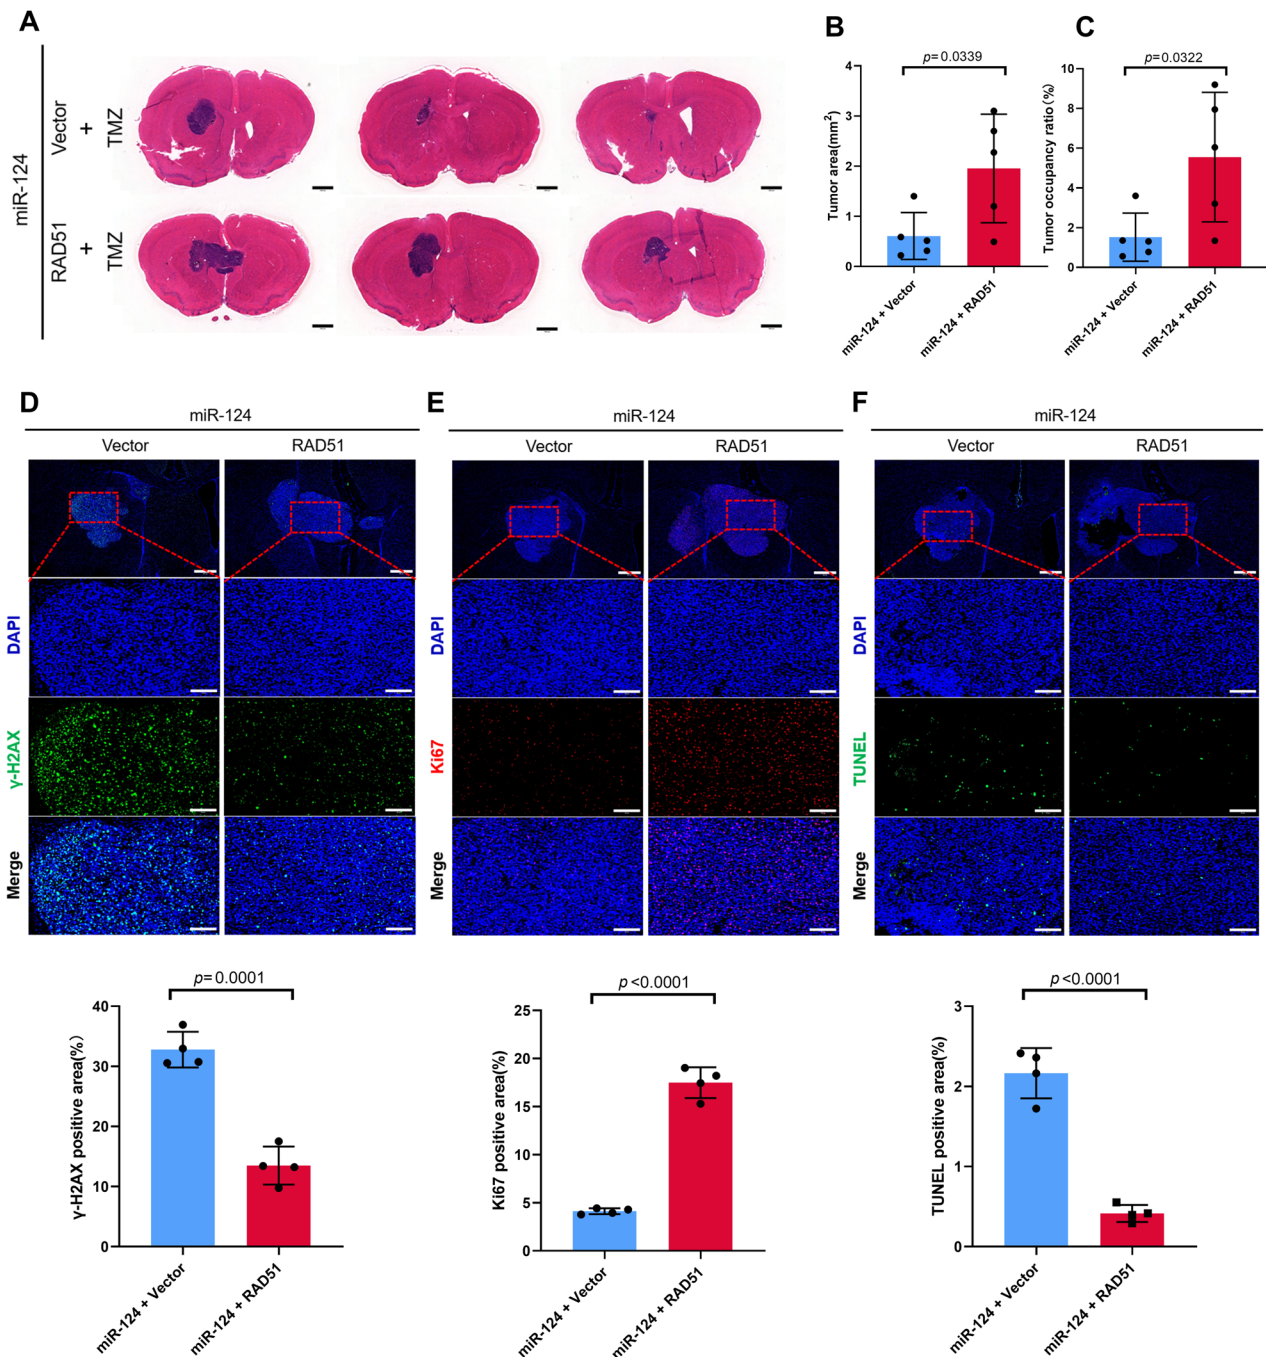 A
miR-124
Vector
+
TMZ
RAD51
+
TMZ
B
p=0.0339
Tumor area(mm²)
4
3
2
1
0
miR-124 + Vector
miR-124 + RAD51
C
p=0.0322
Tumor occupancy ratio (%)
10
8
6
4
2
0
miR-124 + Vector
miR-124 + RAD51
D
miR-124
Vector RAD51
DAPI
γ-H2AX
Merge
p=0.0001
γ-H2AX positive area(%)
40
30
20
10
0
miR-124 + Vector
miR-124 + RAD51
E
miR-124
Vector RAD51
DAPI
Ki67
Merge
p<0.0001
Ki67 positive area(%)
25
20
15
10
5
0
miR-124 + Vector
miR-124 + RAD51
F
miR-124
Vector RAD51
DAPI
TUNEL
Merge
p<0.0001
TUNEL positive area(%)
3
2
1
0
miR-124 + Vector
miR-124 + RAD51